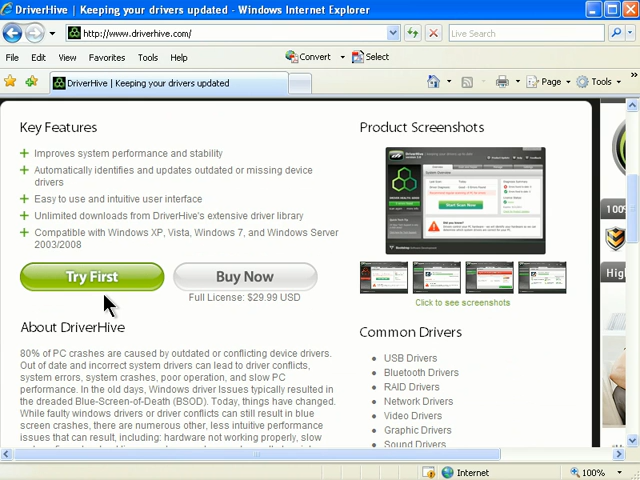 DriverHive | Keeping your drivers updated - Windows Internet Explorer
http://www.driverhive.com/
Live Search
File Edit View Favorites Tools Help
Convert Select
DriverHive | Keeping your drivers updated
Page Tools
Key Features
Improves system performance and stability
Automatically identifies and updates outdated or missing device
drivers
Easy to use and intuitive user interface
Unlimited downloads from DriverHive's extensive driver library
Compatible with Windows XP, Vista, Windows 7, and Windows Server
2003/2008
Try First
Buy Now
Full License: $29.99 USD
About DriverHive
80% of PC crashes are caused by outdated or conflicting device drivers.
Out of date and incorrect system drivers can lead to driver conflicts,
system errors, system crashes, poor operation, and slow PC
performance. In the old days, Windows driver Issues typically resulted in
the dreaded Blue-Screen-of-Death (BSOD). Today, things have changed.
While faulty windows drivers or driver conflicts can still result in blue
screen crashes, there are numerous other, less intuitive performance
issues that can result, including: hardware not working properly, slow
Product Screenshots
Start Scan Now
Click to see screenshots
Common Drivers
USB Drivers
Bluetooth Drivers
RAID Drivers
Network Drivers
Video Drivers
Graphic Drivers
Sound Drivers
100%
High
Internet
100%